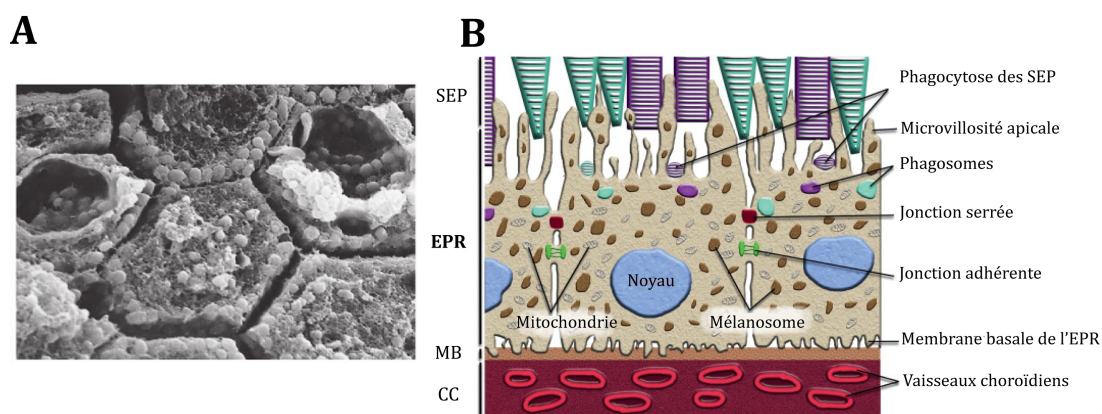 A
B
SEP
EPR
MB
CC
Phagocytose des SEP
Microvillosité apicale
Phagosomes
Jonction serrée
Jonction adhérente
Noyau
Mitochondrie
Mélanosome
Membrane basale de l’EPR
Vaisseaux choroïdiens